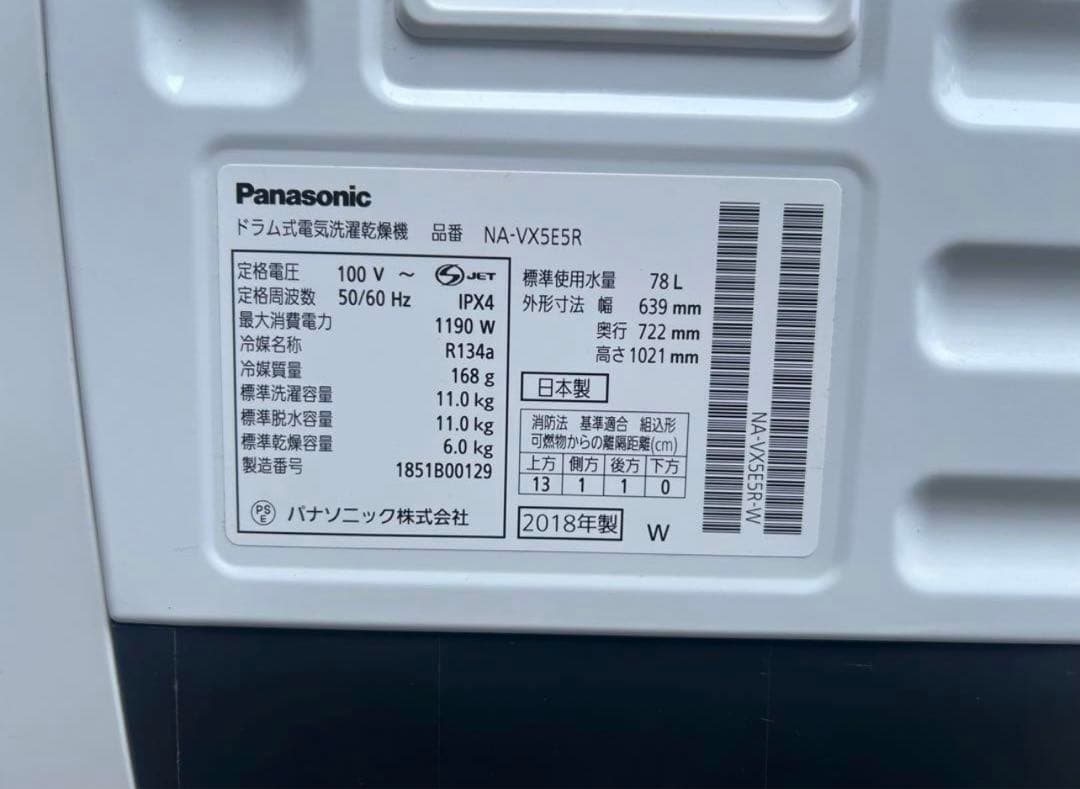 Panasonic
ドラム式電気洗濯乾燥機 品番 NA-VX5E5R
定格電圧 100 V ~ S JET
定格周波数 50/60 Hz IPX4
最大消費電力 1190 W
冷媒名称 R134a
冷媒質量 168 g
標準洗濯容量 11.0 kg
標準脱水容量 11.0 kg
標準乾燥容量 6.0 kg
製造番号 1851B00129
PS E パナソニック株式会社
標準使用水量 78 L
外形寸法 幅 639 mm
奥行 722 mm
高さ 1021 mm
日本製
消防法 基準適合 組込形
可燃物からの離隔距離(cm)
上方 側方 後方 下方
13 1 1 0
2018年製 W
NA-VX5E5R-W